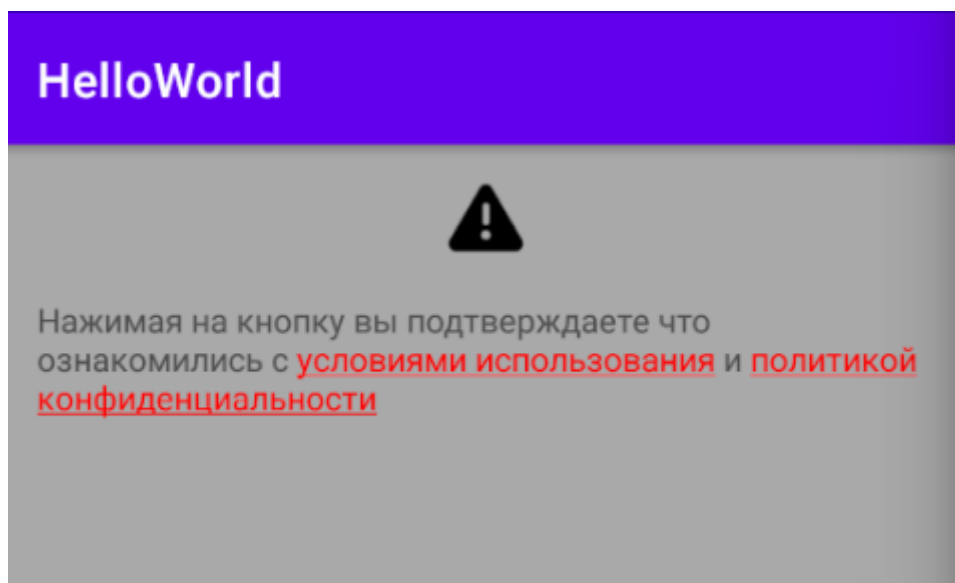 HelloWorld
Нажимая на кнопку вы подтверждаете что
ознакомились с условиями использования и политикой
конфиденциальности